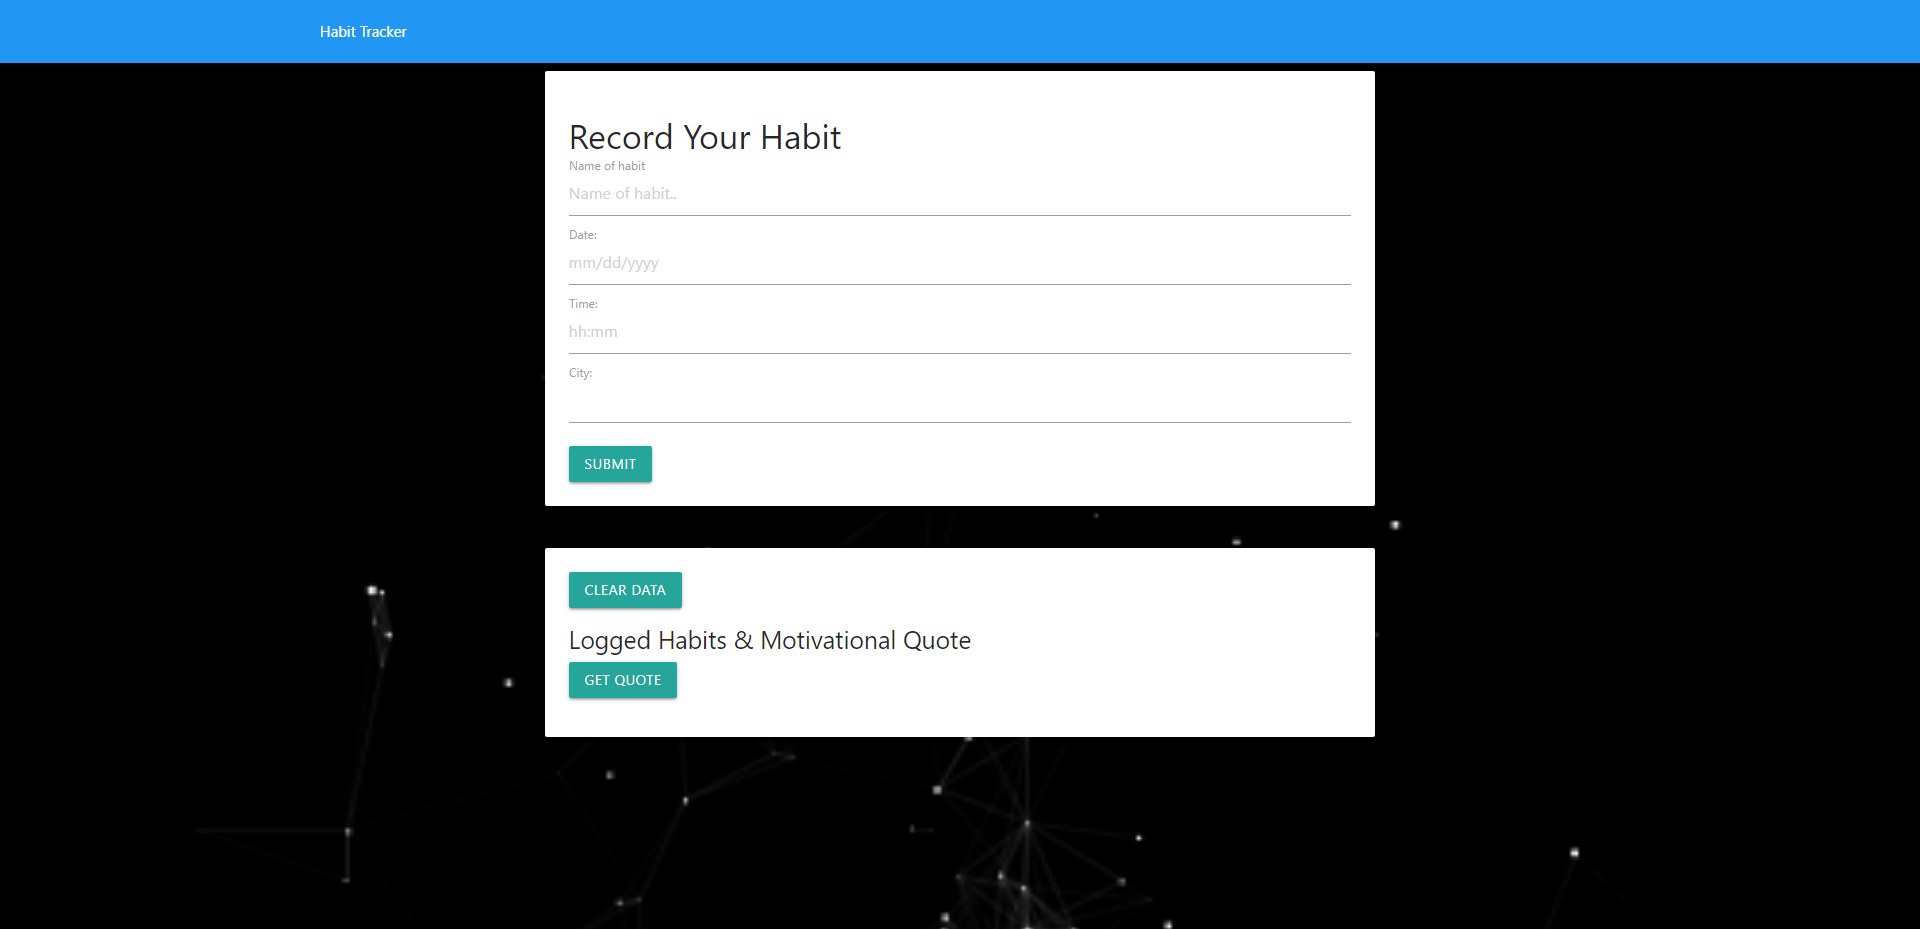 Habit Tracker
Record Your Habit
Name of habit
Name of habit..
Date:
mm/dd/yyyy
Time:
hh:mm
City:
SUBMIT
CLEAR DATA
Logged Habits & Motivational Quote
GET QUOTE